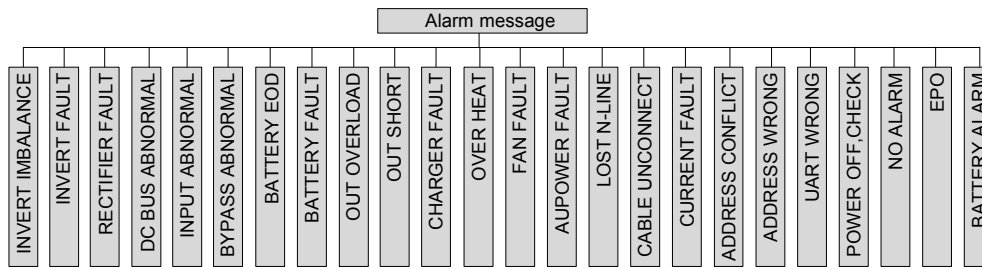 Alarm message
INVERT IMBALANCE
INVERT FAULT
RECTIFIER FAULT
DC BUS ABNORMAL
INPUT ABNORMAL
BYPASS ABNORMAL
BATTERY EOD
BATTERY FAULT
OUT OVERLOAD
OUT SHORT
CHARGER FAULT
OVER HEAT
FAN FAULT
AUPOWER FAULT
LOST N-LINE
CABLE UNCONNECT
CURRENT FAULT
ADDRESS CONFLICT
ADDRESS WRONG
UART WRONG
POWER OFF,CHECK
NO ALARM
EPO
BATTERY ALARM